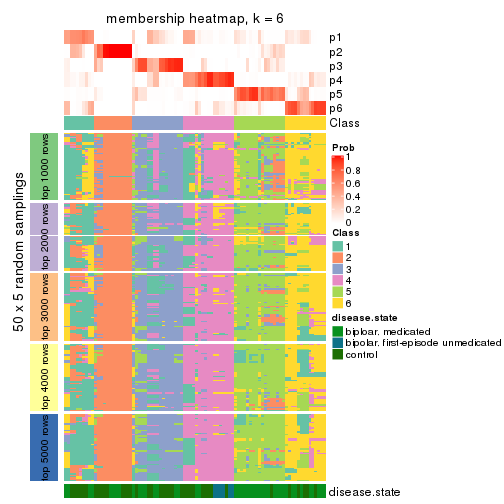 membership heatmap, k = 6
p1
p2
p3
p4
p5
p6
Class
50 x 5 random samplings
top 1000 rows
top 2000 rows
top 3000 rows
top 4000 rows
top 5000 rows
Prob
1
0.8
0.6
0.4
0.2
0
Class
1
2
3
4
5
6
disease.state
biploar, medicated
bipolar, first-episode unmedicated
control
disease.state